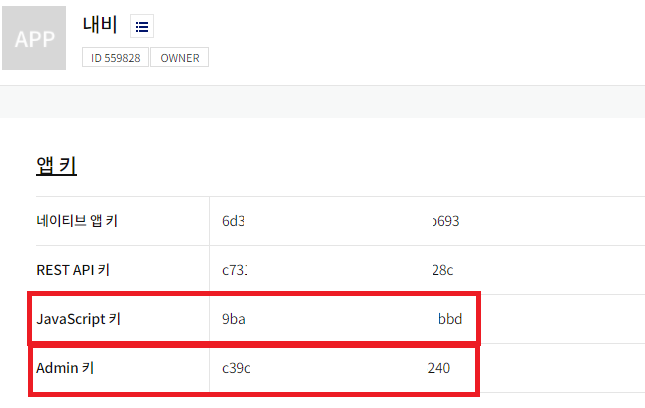 APP
내비
ID 559828 OWNER
앱 키
네이티브 앱 키 6d3 b693
REST API 키 c73 28c
JavaScript 키 9ba bbd
Admin 키 c39c 240